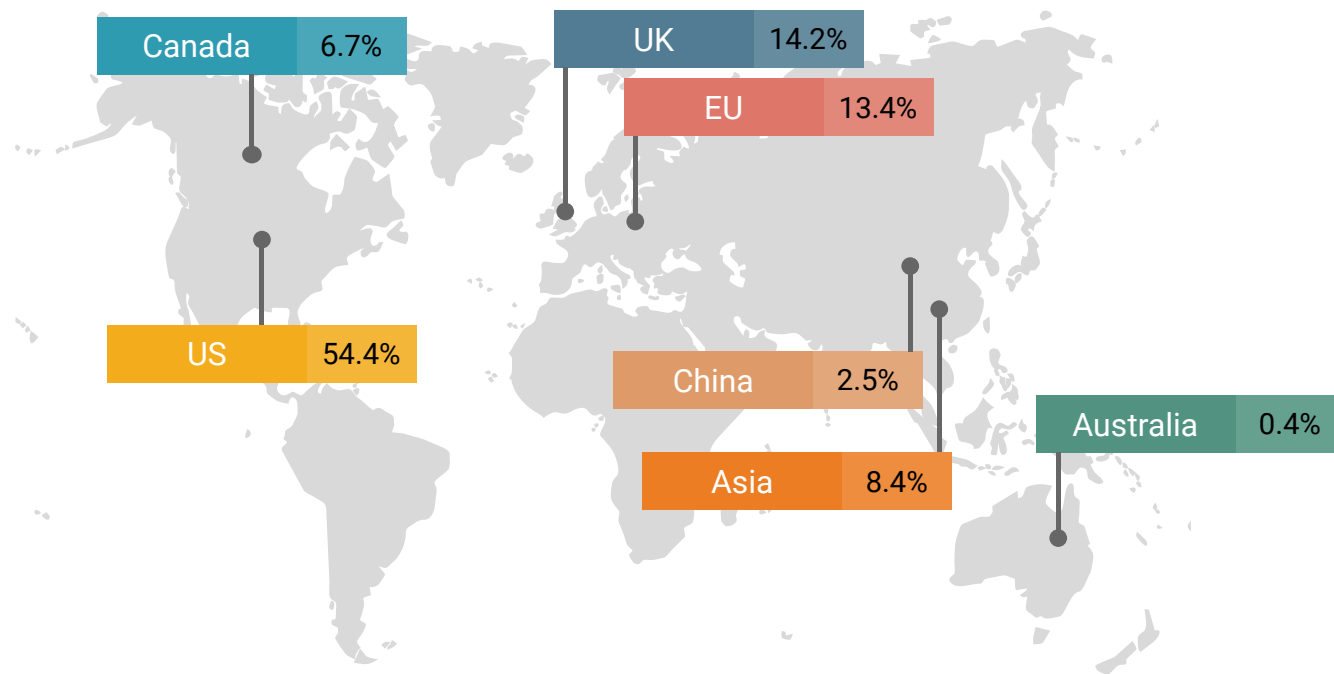 Canada 6.7%
UK 14.2%
EU 13.4%
US 54.4%
China 2.5%
Australia 0.4%
Asia 8.4%